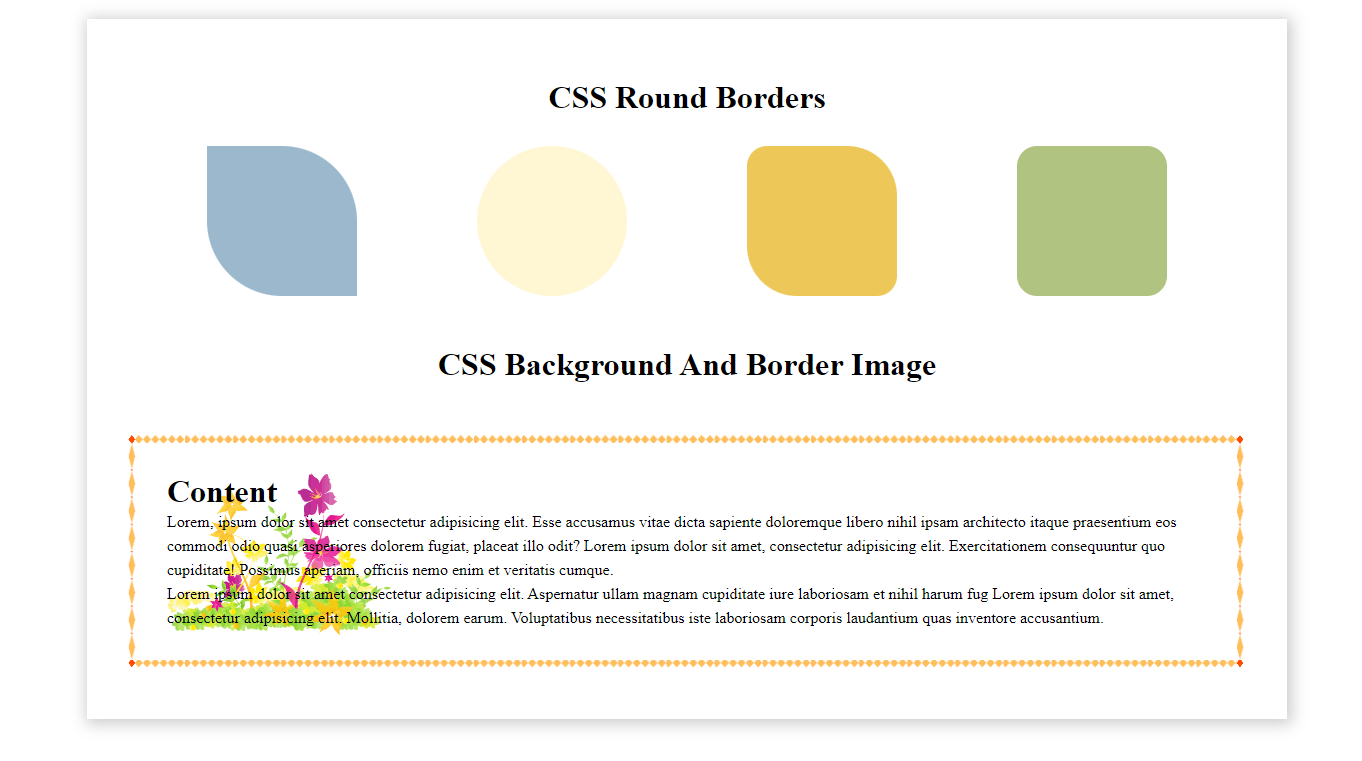 CSS Round Borders
CSS Background And Border Image
Content
Lorem, ipsum dolor sit amet consectetur adipisicing elit. Esse accusamus vitae dicta sapiente doloremque libero nihil ipsam architecto itaque praesentium eos
commodi odio quasi asperiores dolorem fugiat, placeat illo odit? Lorem ipsum dolor sit amet, consectetur adipisicing elit. Exercitationem consequuntur quo
cupiditate! Possimus aperiam, officiis nemo enim et veritatis cumque.
Lorem ipsum dolor sit amet consectetur adipisicing elit. Aspernatur ullam magnam cupiditate iure laboriosam et nihil harum fug Lorem ipsum dolor sit amet,
consectetur adipisicing elit. Mollitia, dolorem earum. Voluptatibus necessitatibus iste laboriosam corporis laudantium quas inventore accusantium.